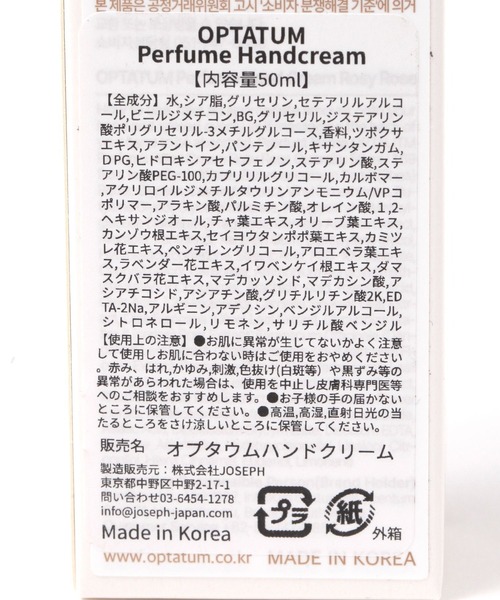 본 제품은 공정거래위원회 고시 '소비자 분쟁해결 기준'에 의거
OPTATUM
Perfume Handcream
【内容量50ml】
【全成分】水,シア脂,グリセリン,セテアリルアルコ
ール,ビニルジメチコン,BG,グリセリル,ジステアリン
酸ポリグリセリル-3メチルグルコース,香料,ツボクサ
エキス,アラントイン,パンテノール,キサンタンガム,
DPG,ヒドロキシアセトフェノン,ステアリン酸,ステ
アリン酸PEG-100,カプリリルグリコール,カルボマー
,アクリロイルジメチルタウリンアンモニウム/VPコ
ポリマー,アラキン酸,パルミチン酸,オレイン酸,1,2-
ヘキサンジオール,チャ葉エキス,オリーブ葉エキス,
カンゾウ根エキス,セイヨウタンポポ葉エキス,カミツ
レ花エキス,ペンチレングリコール,アロエベラ葉エキ
ス,ラベンダー花エキス,イワベンケイ根エキス,ダマ
スクバラ花エキス,マデカッソシド,マデカシン酸,ア
シアチコシド,アシアチン酸,グリチルリチン酸2K,ED
TA-2Na,アルギニン,アデノシン,ベンジルアルコール,
シトロネロール,リモネン,サリチル酸ベンジル
【使用上の注意】●お肌に異常が生じてないかよく注意
して使用しお肌に合わない時はご使用をおやめください
。赤み、はれ,かゆみ,刺激,色抜け(白斑等）や黒ずみ等の
異常があらわれた場合は、使用を中止し皮膚科専門医等
へのご相談をおすすめします。●お子様の手の届かない
ところに保管してください。●高温,高湿,直射日光の当
たるところをさけ涼しいところに保管してください。
販売名 オプタウムハンドクリーム
製造販売元：株式会社JOSEPH
東京都中野区中野2-17-1
問い合わせ03-6454-1278
info@joseph-japan.com
Made in Korea
プラ
紙
外箱
www.optatum.co.kr MADE IN KOREA